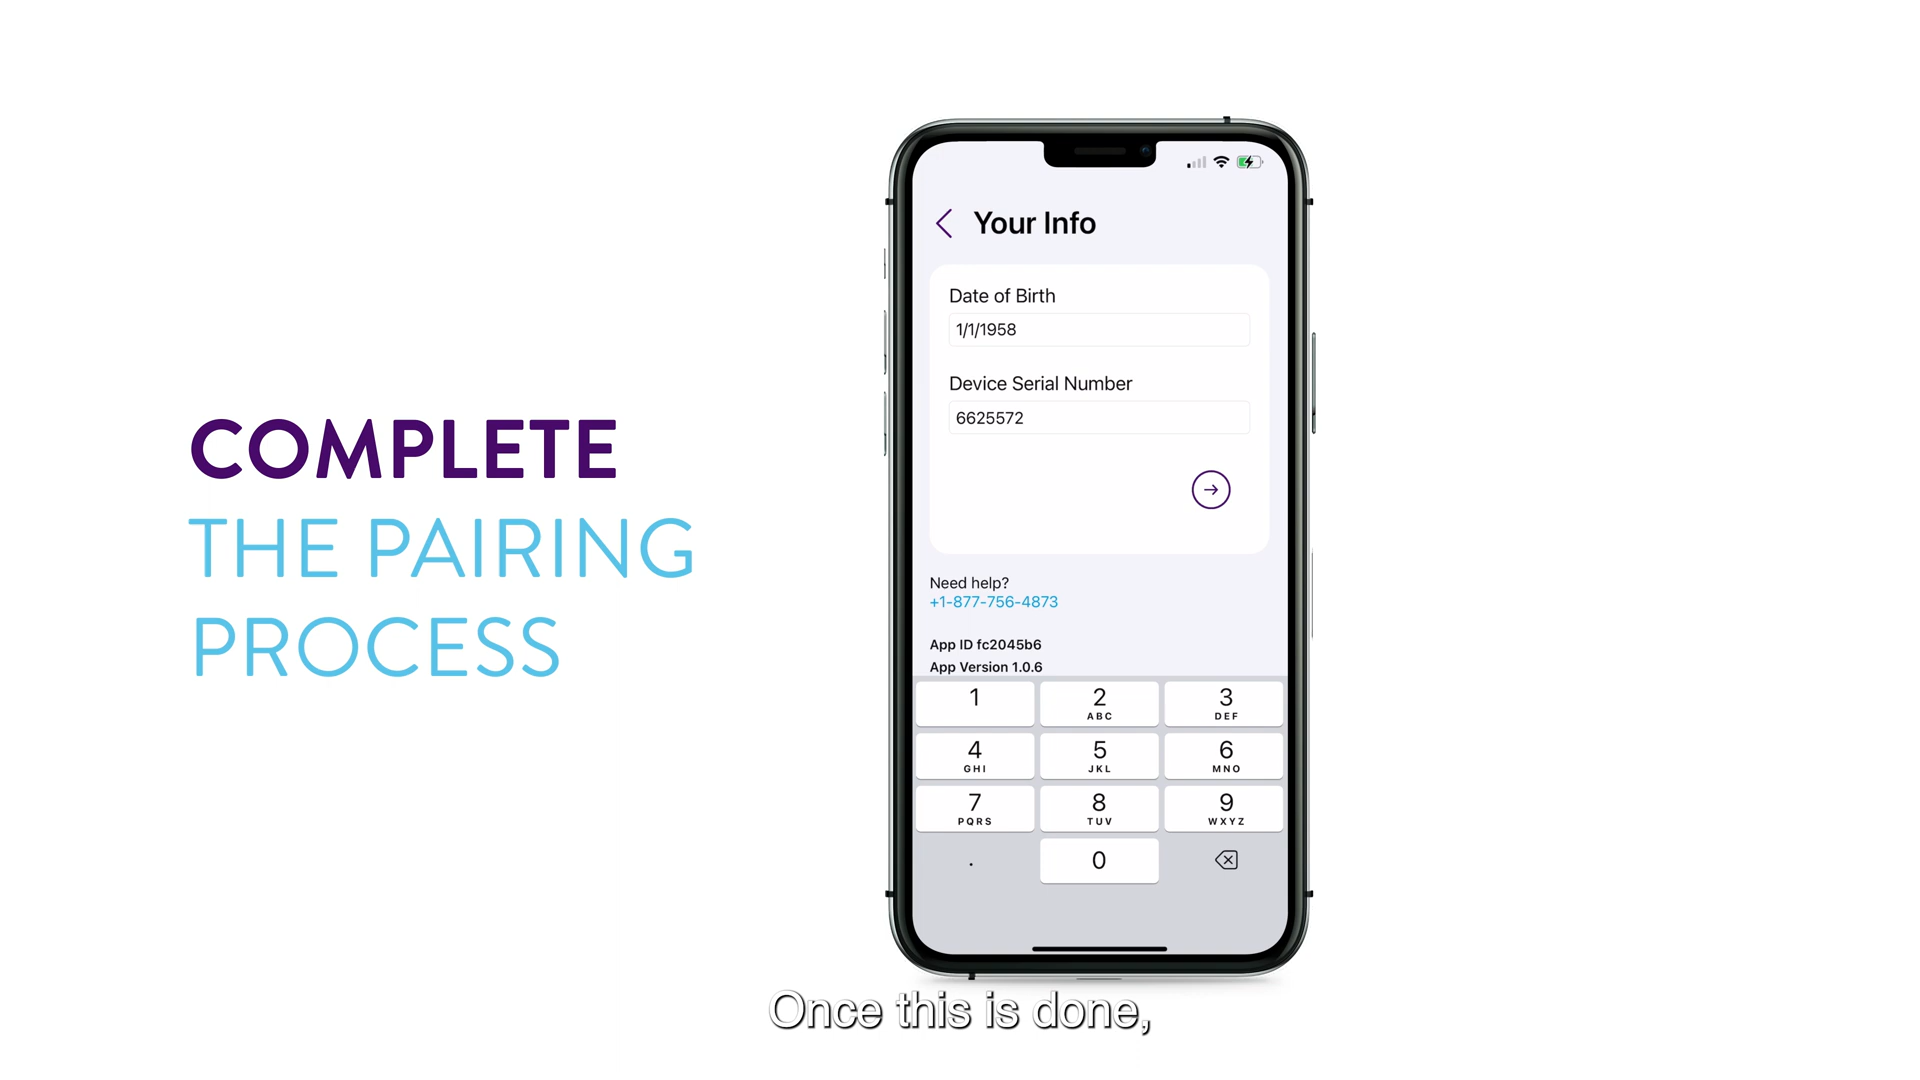 COMPLETE
THE PAIRING
PROCESS
Your Info
Date of Birth
1/1/1958
Device Serial Number
6625572
Need help?
+1-877-756-4873
App ID fc2045b6
App Version 1.0.6
1 2 3
ABC DEF
4 5 6
GHI JKL MNO
7 8 9
PQRS TUV WXYZ
. 0
Once this is done,